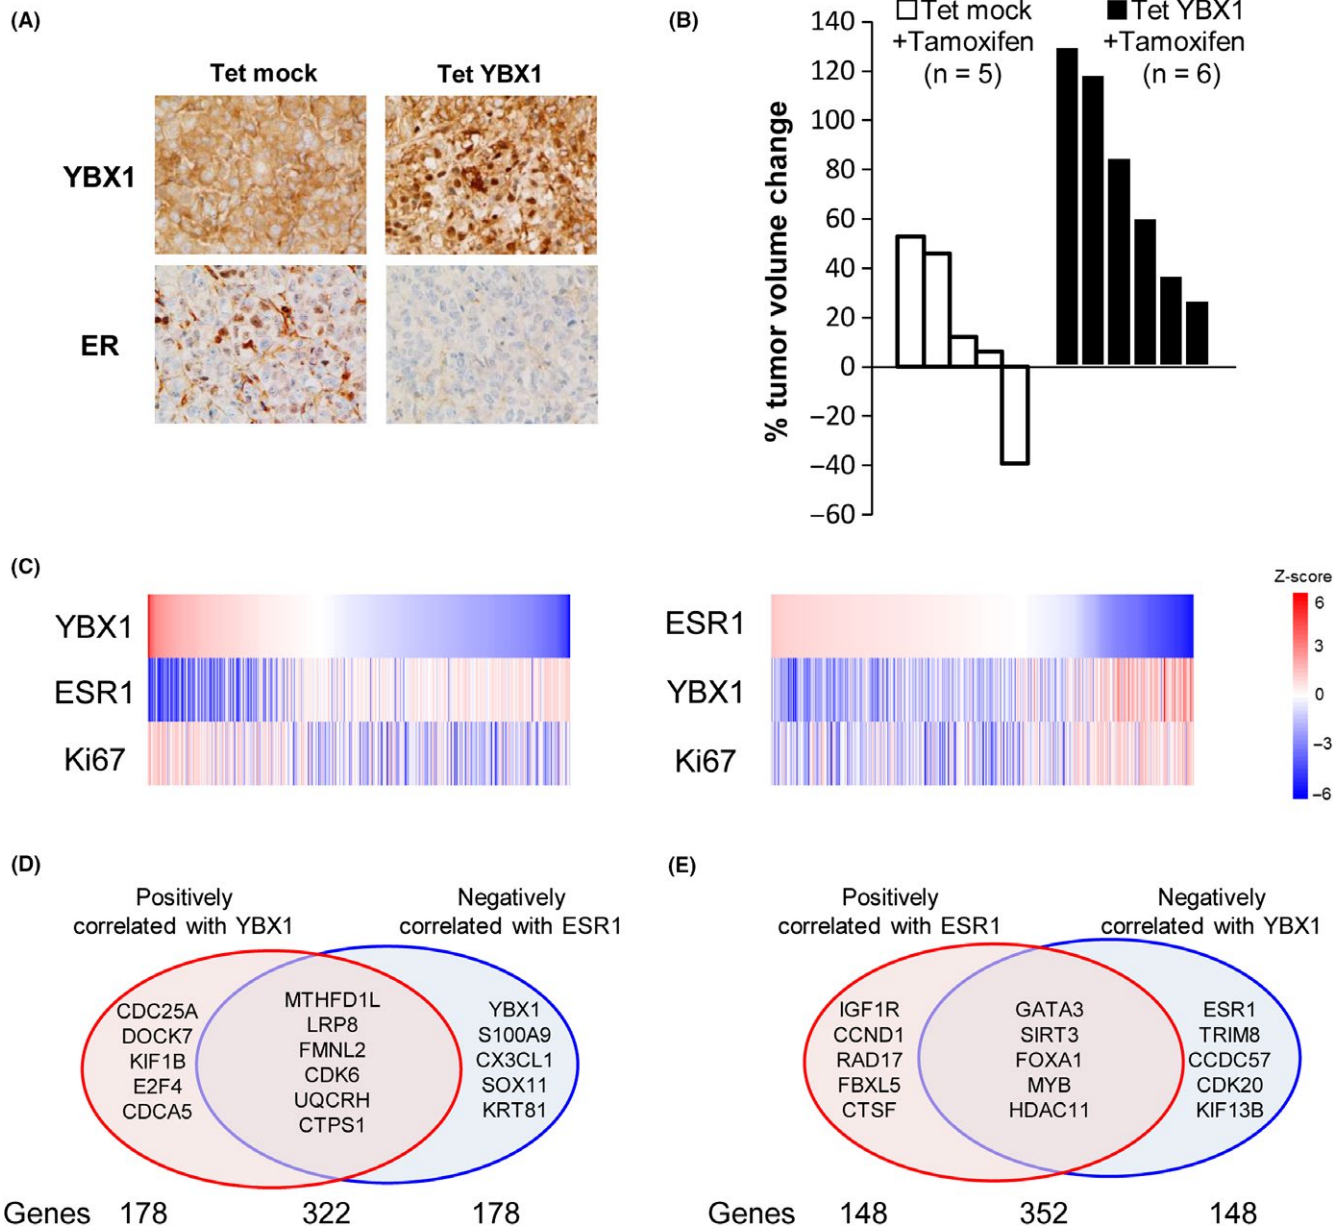 (A)
Tet mock
Tet YBX1
YBX1
ER
(B)
140
120
100
80
60
40
20
0
−20
−40
−60
% tumor volume change
Tet mock
+Tamoxifen
(n = 5)
Tet YBX1
+Tamoxifen
(n = 6)
(C)
YBX1
ESR1
Ki67
ESR1
YBX1
Ki67
Z-score
6
3
0
−3
−6
(D)
Positively
correlated with YBX1
Negatively
correlated with ESR1
CDC25A
DOCK7
KIF1B
E2F4
CDCA5
MTHFD1L
LRP8
FMNL2
CDK6
UQCRH
CTPS1
YBX1
S100A9
CX3CL1
SOX11
KRT81
Genes 178 322 178
(E)
Positively
correlated with ESR1
Negatively
correlated with YBX1
IGF1R
CCND1
RAD17
FBXL5
CTSF
GATA3
SIRT3
FOXA1
MYB
HDAC11
ESR1
TRIM8
CCDC57
CDK20
KIF13B
Genes 148 352 148